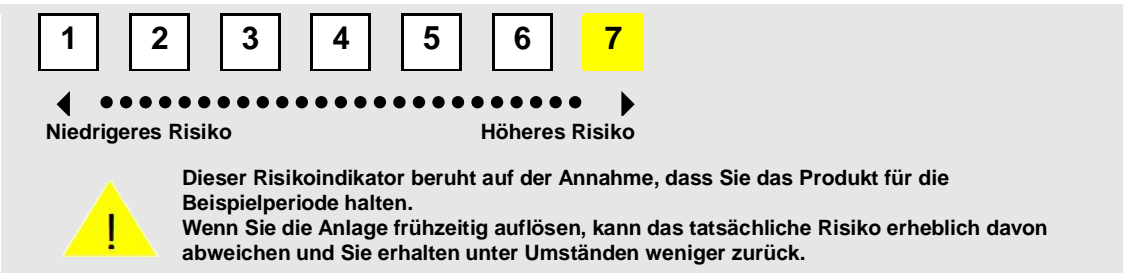 1 2 3 4 5 6 7
Niedrigeres Risiko Höheres Risiko
Dieser Risikoindikator beruht auf der Annahme, dass Sie das Produkt für die
Beispielperiode halten.
Wenn Sie die Anlage frühzeitig auflösen, kann das tatsächliche Risiko erheblich davon
abweichen und Sie erhalten unter Umständen weniger zurück.
!